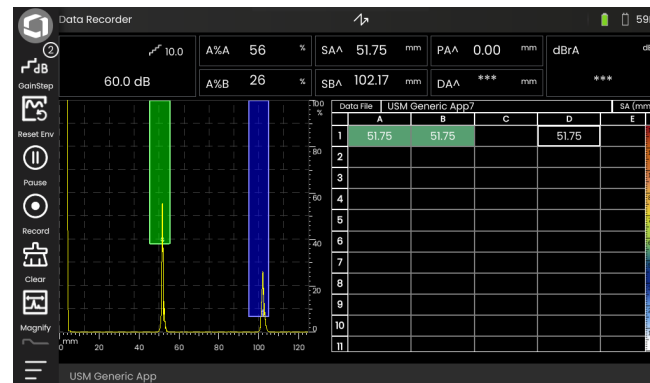 Data Recorder
59
2
dB
GainStep
10.0
60.0 dB
A%A 56 %
A%B 26 %
SA^ 51.75 mm
SB^ 102.17 mm
PA^ 0.00 mm
DA^ *** mm
dBrA
***
Reset Env
Pause
Record
Clear
Magnify
100
%
80
60
40
20
0
0 mm 20 40 60 80 100 120
Data File USM Generic App7 SA (mm
A B C D E
1 51.75 51.75 51.75
2
3
4
5
6
7
8
9
10
11
USM Generic App